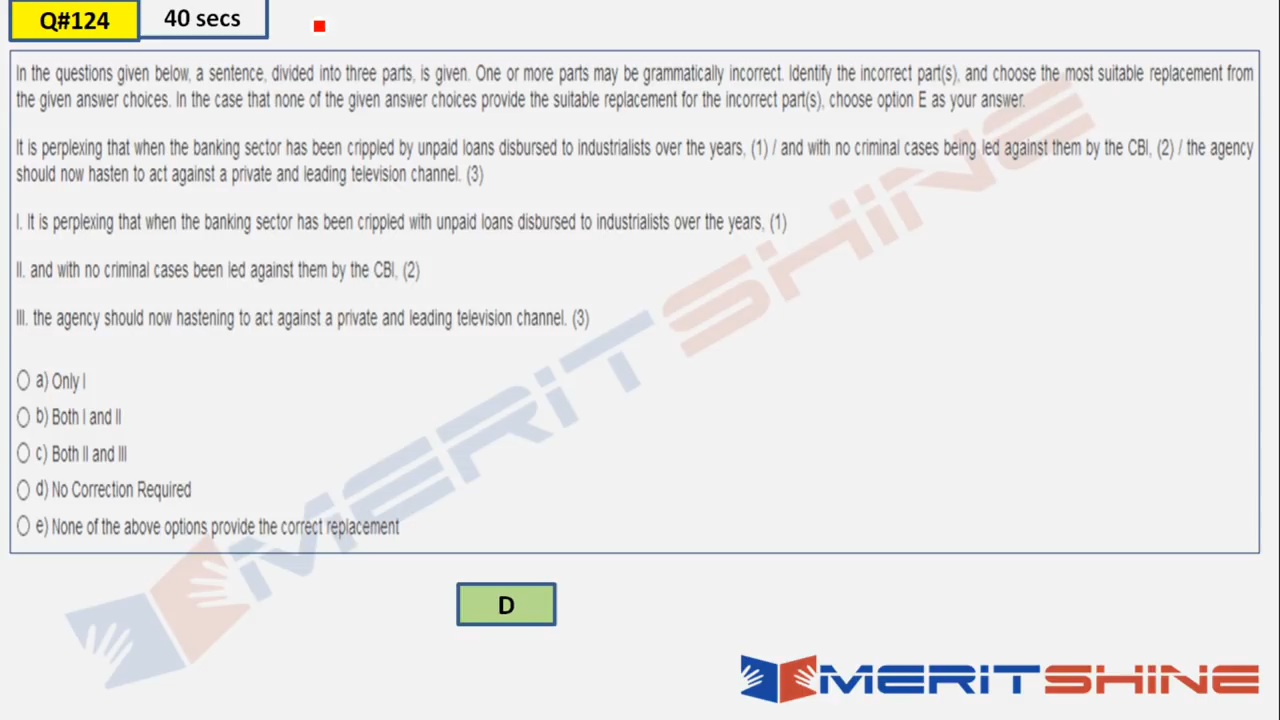 Q#124
40 secs
In the questions given below, a sentence, divided into three parts, is given. One or more parts may be grammatically incorrect. Identify the incorrect part(s), and choose the most suitable replacement from
the given answer choices. In the case that none of the given answer choices provide the suitable replacement for the incorrect part(s), choose option E as your answer.
It is perplexing that when the banking sector has been crippled by unpaid loans disbursed to industrialists over the years, (1) / and with no criminal cases being led against them by the CBI, (2) / the agency
should now hasten to act against a private and leading television channel. (3)
I. It is perplexing that when the banking sector has been crippled with unpaid loans disbursed to industrialists over the years, (1)
II. and with no criminal cases been led against them by the CBI, (2)
III. the agency should now hastening to act against a private and leading television channel. (3)
a) Only I
b) Both I and II
c) Both II and III
d) No Correction Required
e) None of the above options provide the correct replacement
MERITSHINE
D
MERITSHINE